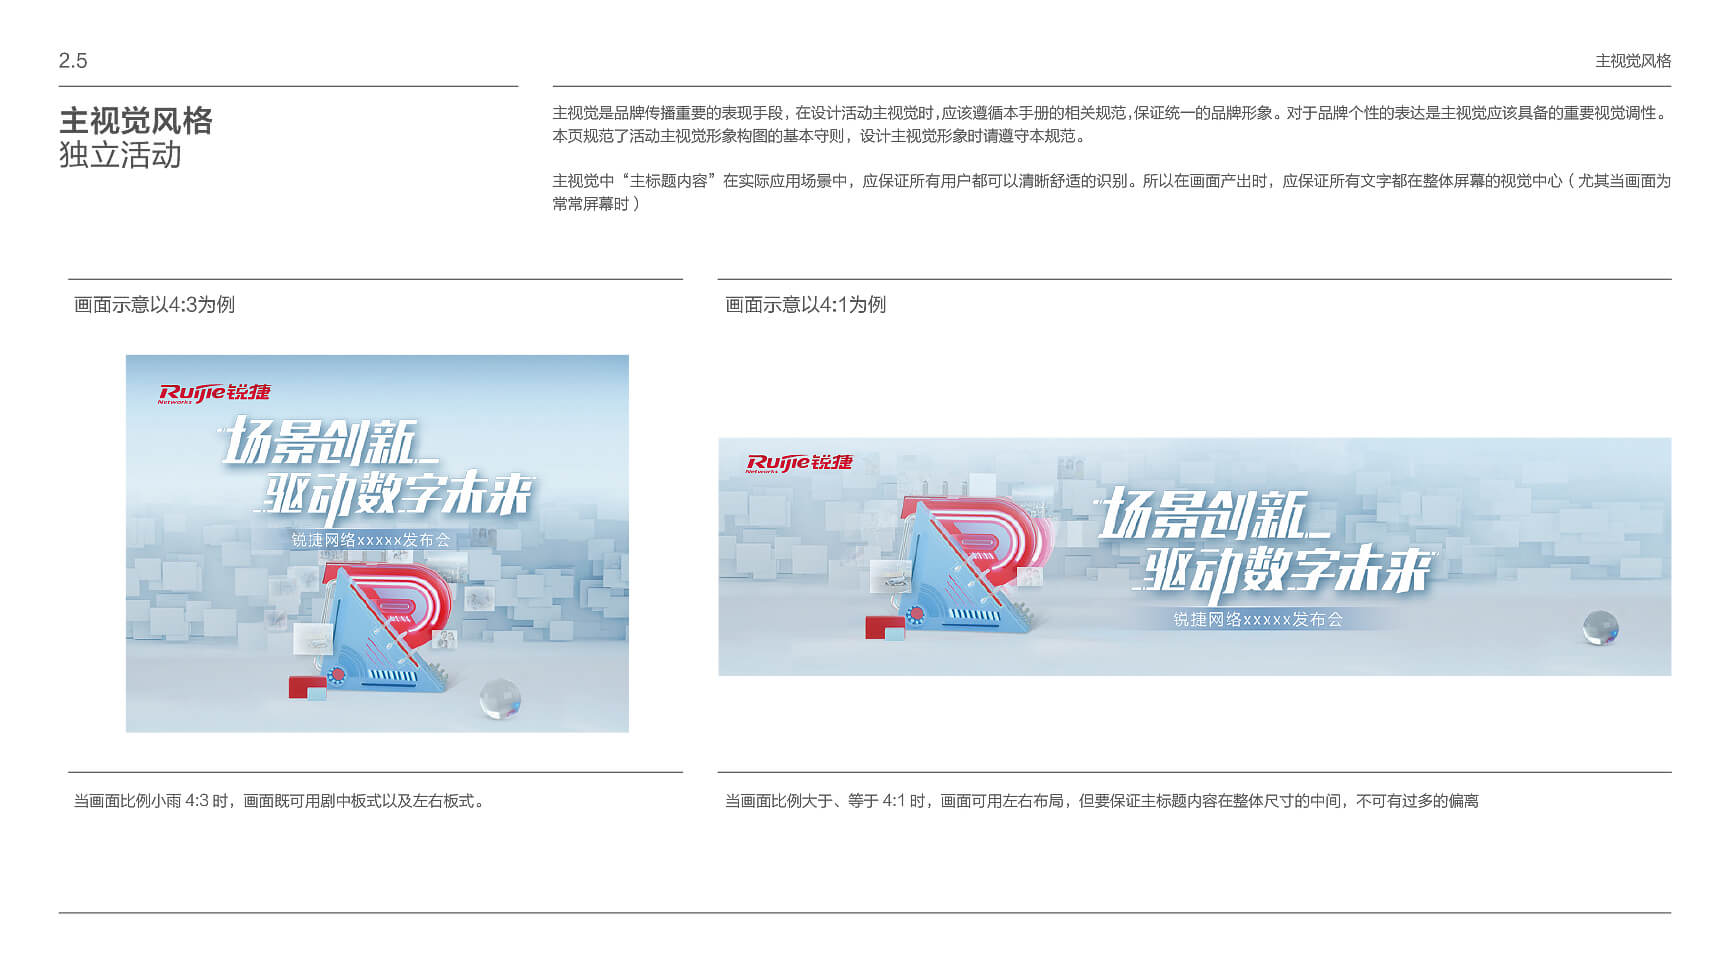 2.5
主视觉风格
主视觉风格
独立活动
主视觉是品牌传播重要的表现手段，在设计活动主视觉时，应该遵循本手册的相关规范，保证统一的品牌形象。对于品牌个性的表达是主视觉应该具备的重要视觉调性。
本页规范了活动主视觉形象构图的基本守则，设计主视觉形象时请遵守本规范。
主视觉中“主标题内容”在实际应用场景中，应保证所有用户都可以清晰舒适的识别。所以在画面产出时，应保证所有文字都在整体屏幕的视觉中心（尤其当画面为
常常屏幕时）
画面示意以4:3为例
Ruijie锐捷
Networks
场景创新_
驱动数字未来
锐捷网络xxxxx发布会
当画面比例小雨 4:3 时，画面既可用剧中板式以及左右板式。
画面示意以4:1为例
Ruijie锐捷
Networks
场景创新_
驱动数字未来
锐捷网络xxxxx发布会
当画面比例大于、等于 4:1 时，画面可用左右布局，但要保证主标题内容在整体尺寸的中间，不可有过多的偏离